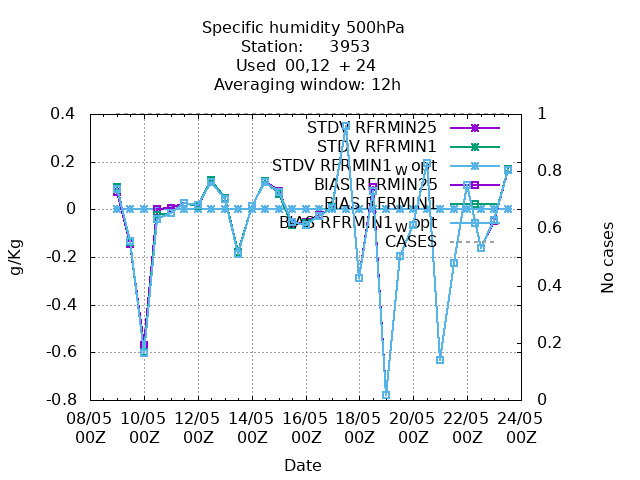 Specific humidity 500hPa
Station: 3953
Used 00,12 + 24
Averaging window: 12h
0.4
0.2
0
-0.2
-0.4
-0.6
-0.8
g/Kg
1
0.8
0.6
0.4
0.2
0
No cases
STDV RFRMIN25
STDV RFRMIN1
STDV RFRMIN1wopt
BIAS RFRMIN25
BIAS RFRMIN1
BIAS RFRMIN1wopt
CASES
08/05 10/05 12/05 14/05 16/05 18/05 20/05 22/05 24/05
00Z 00Z 00Z 00Z 00Z 00Z 00Z 00Z 00Z
Date